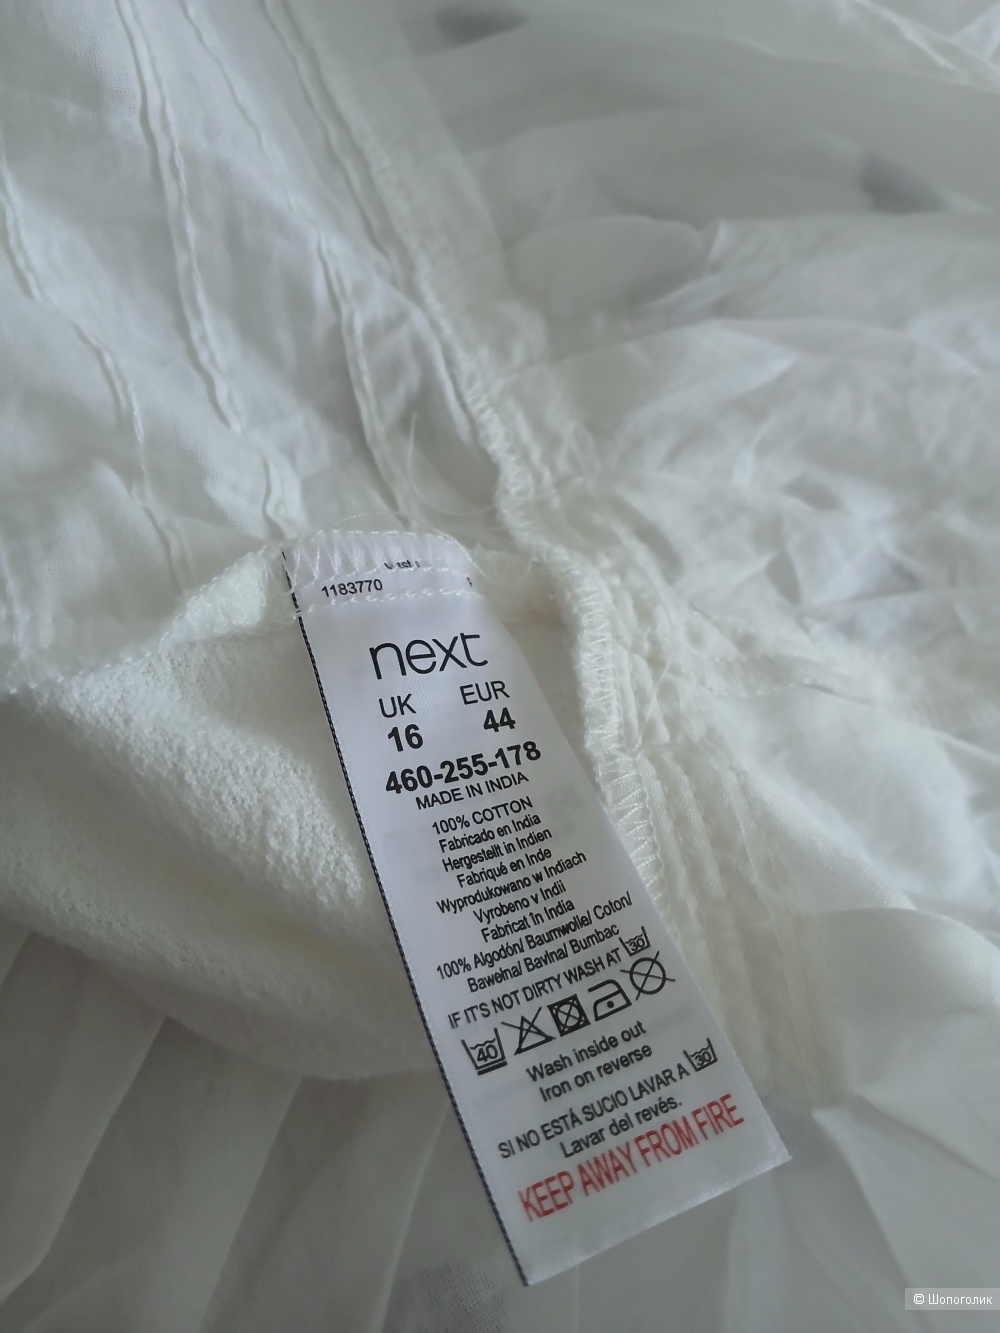 1183770
next
UK EUR
16 44
460-255-178
MADE IN INDIA
100% COTTON
Fabricado en India
Hergestellt in Indien
Fabriqué en Inde
Wyprodukowano w Indiach
Vyrobeno v Indii
Fabricat în India
100% Algodón/ Baumwolle/ Coton/
Bawełna/ Bavlna/ Bumbac
IF IT'S NOT DIRTY WASH AT 30
40
Wash inside out
Iron on reverse
SI NO ESTÁ SUCIO LAVAR A 30
Lavar del revés.
KEEP AWAY FROM FIRE
© Шопоголик